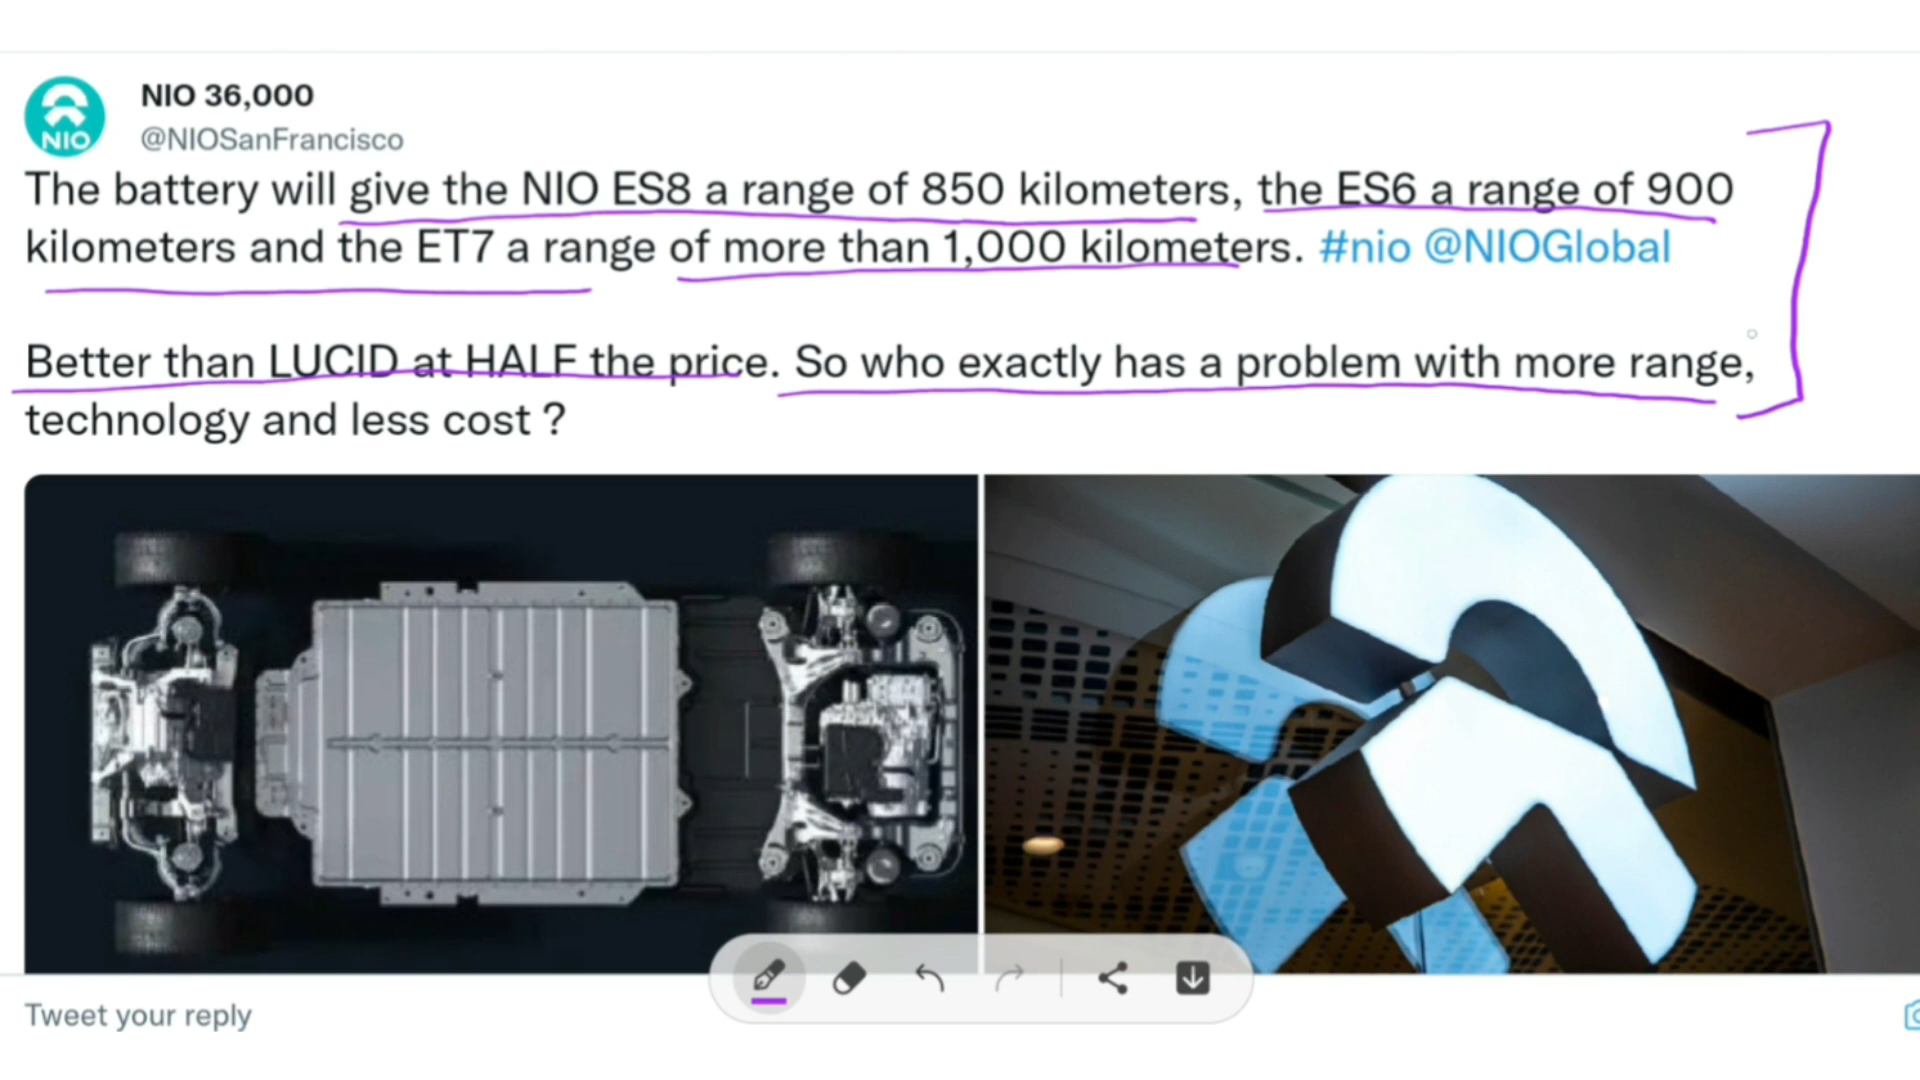 NIO 36,000
NIO
@NIOSanFrancisco
The battery will give the NIO ES8 a range of 850 kilometers, the ES6 a range of 900
kilometers and the ET7 a range of more than 1,000 kilometers. #nio @NIOGlobal
Better than LUCID at HALF the price. So who exactly has a problem with more range,
technology and less cost ?
Tweet your reply